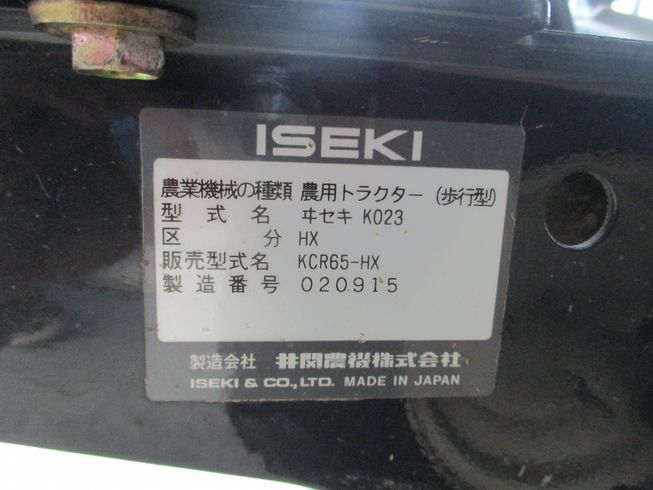 ISEKI
農業機械の種類 農用トラクター (歩行型)
型式名 ヰセキ K023
区分 HX
販売型式名 KCR65-HX
製造番号 020915
製造会社 井関農機株式会社
ISEKI & CO., LTD. MADE IN JAPAN